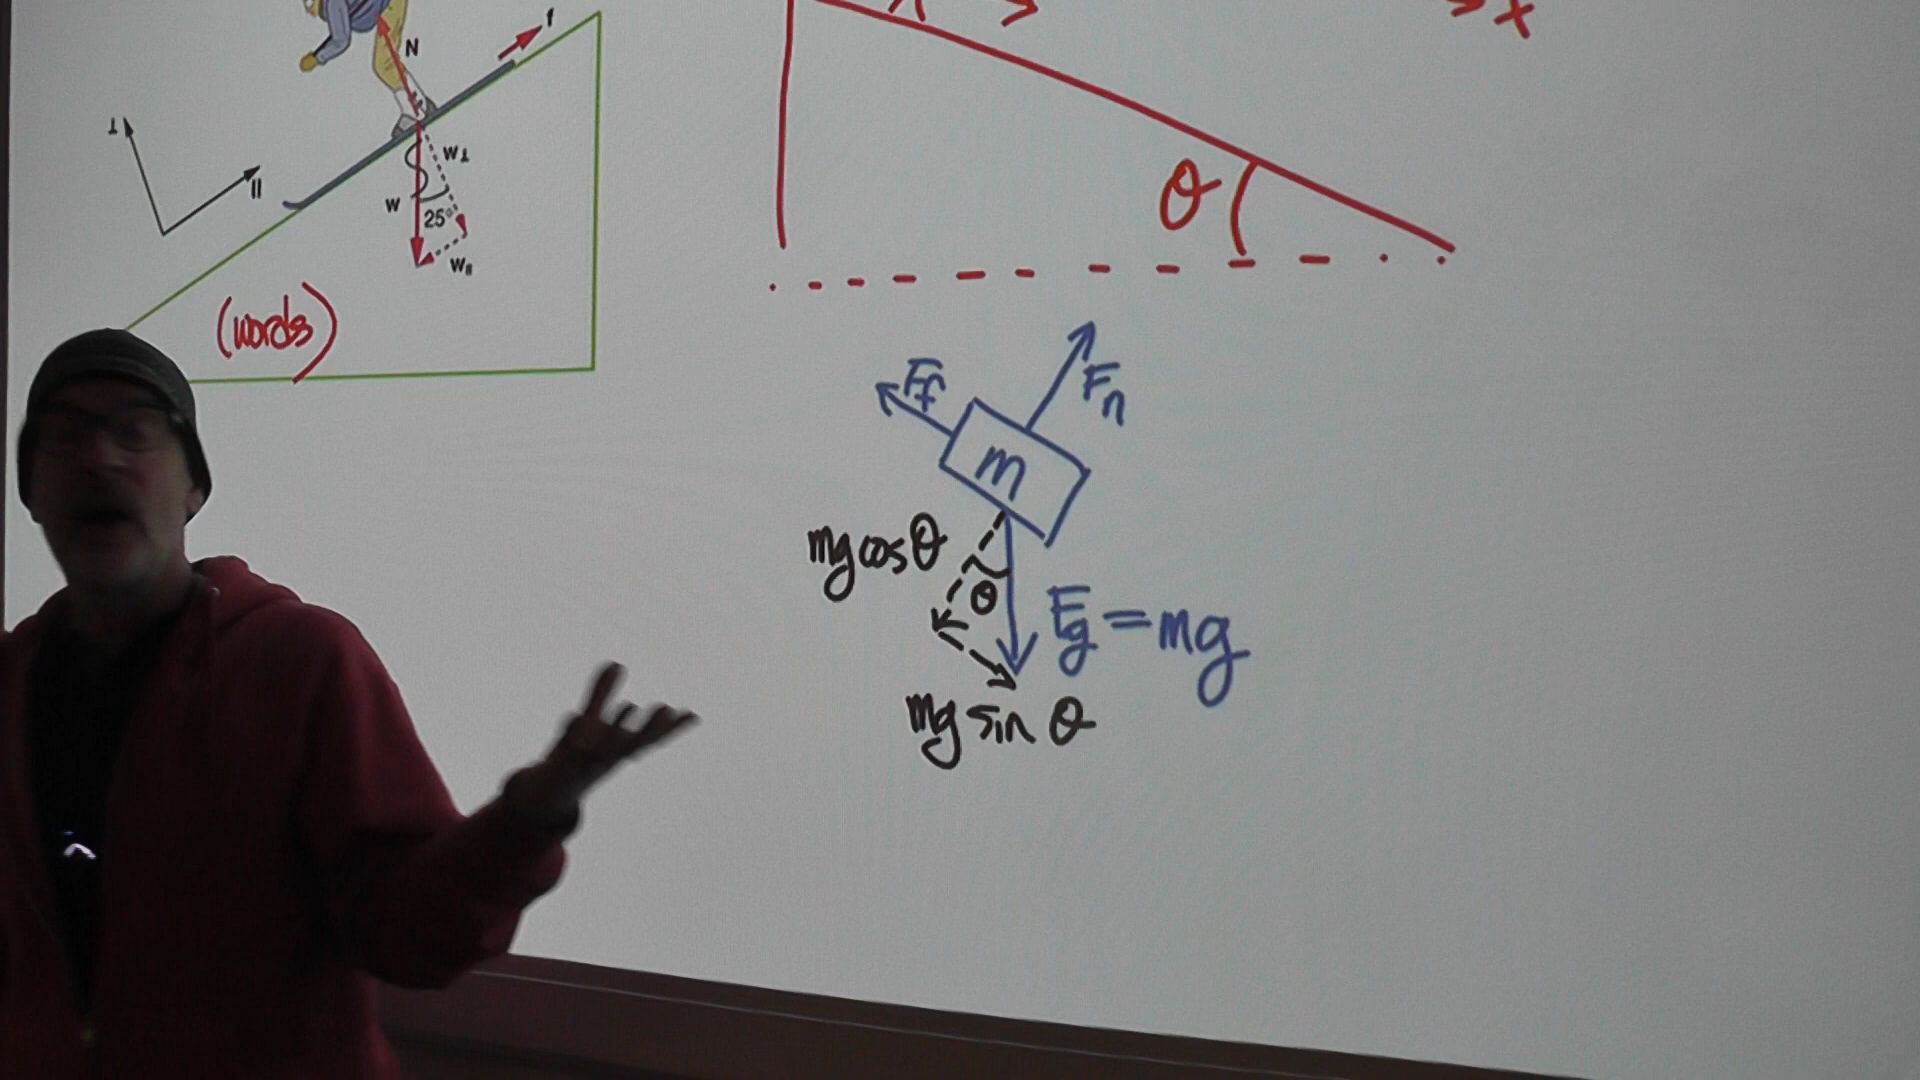 f
N
x
⊥
||
W⊥
W
25°
W||
θ
(words)
Ff
Fn
m
mg cos θ
θ
Fg = mg
mg sin θ